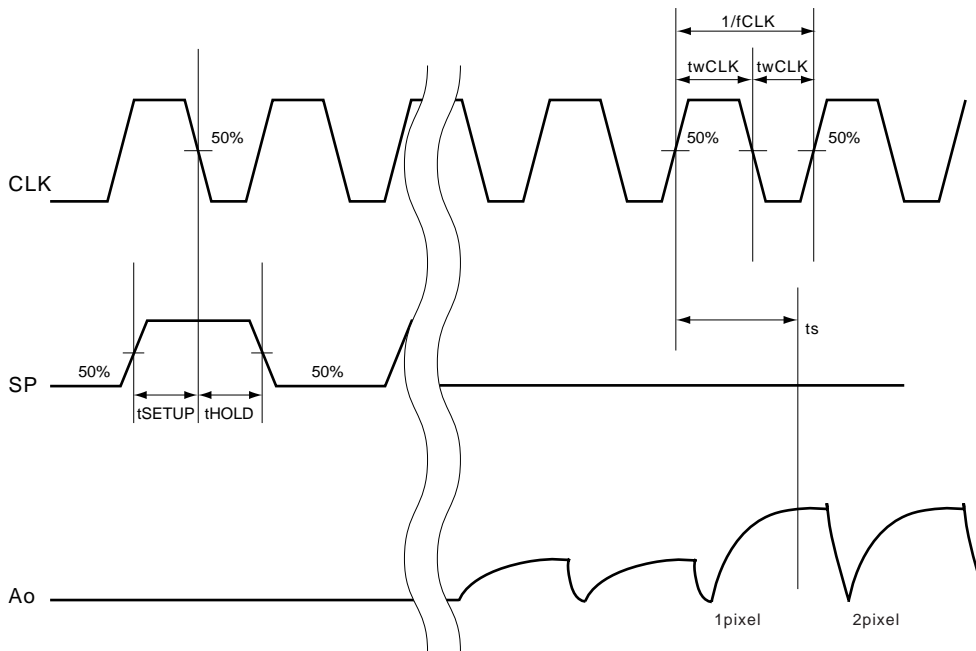 1/fCLK
twCLK twCLK
50% 50% 50%
CLK
ts
50% 50%
SP
tSETUP tHOLD
Ao
1pixel 2pixel